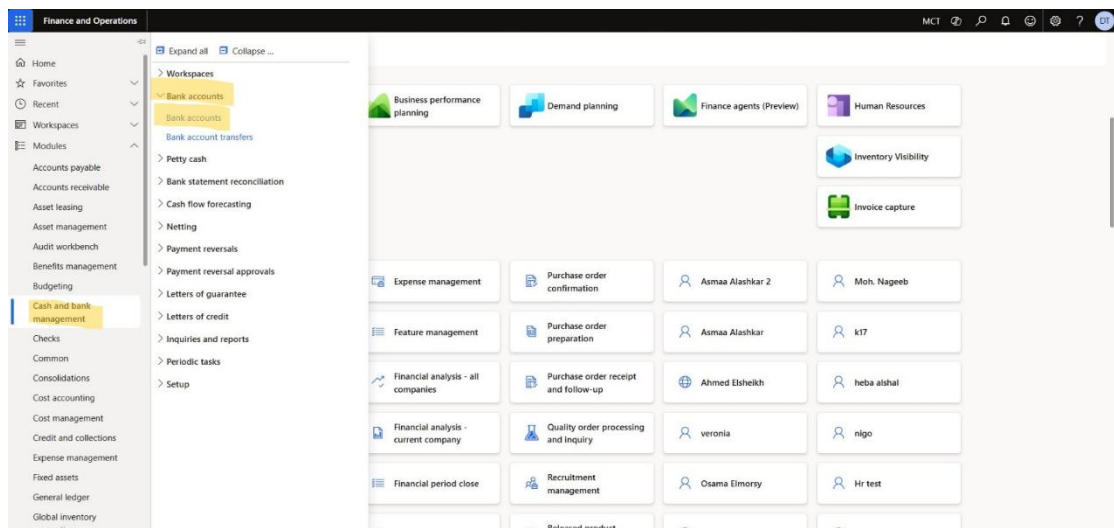 Finance and Operations
MCT
?
DT
Home
Favorites
Recent
Workspaces
Modules
Accounts payable
Accounts receivable
Asset leasing
Asset management
Audit workbench
Benefits management
Budgeting
Cash and bank
management
Checks
Common
Consolidations
Cost accounting
Cost management
Credit and collections
Expense management
Fixed assets
General ledger
Global inventory
Expand all
Collapse ...
Workspaces
Bank accounts
Bank accounts
Bank account transfers
Petty cash
Bank statement reconciliation
Cash flow forecasting
Netting
Payment reversals
Payment reversal approvals
Letters of guarantee
Letters of credit
Inquiries and reports
Periodic tasks
Setup
Business performance
planning
Demand planning
Finance agents (Preview)
Human Resources
Inventory Visibility
Invoice capture
Expense management
Purchase order
confirmation
Asmaa Alashkar 2
Moh. Nageeb
Feature management
Purchase order
preparation
Asmaa Alashkar
k17
Financial analysis - all
companies
Purchase order receipt
and follow-up
Ahmed Elsheikh
heba alshal
Financial analysis -
current company
Quality order processing
and inquiry
veronia
nigo
Financial period close
Recruitment
management
Osama Elmorsy
Hr test
Released product